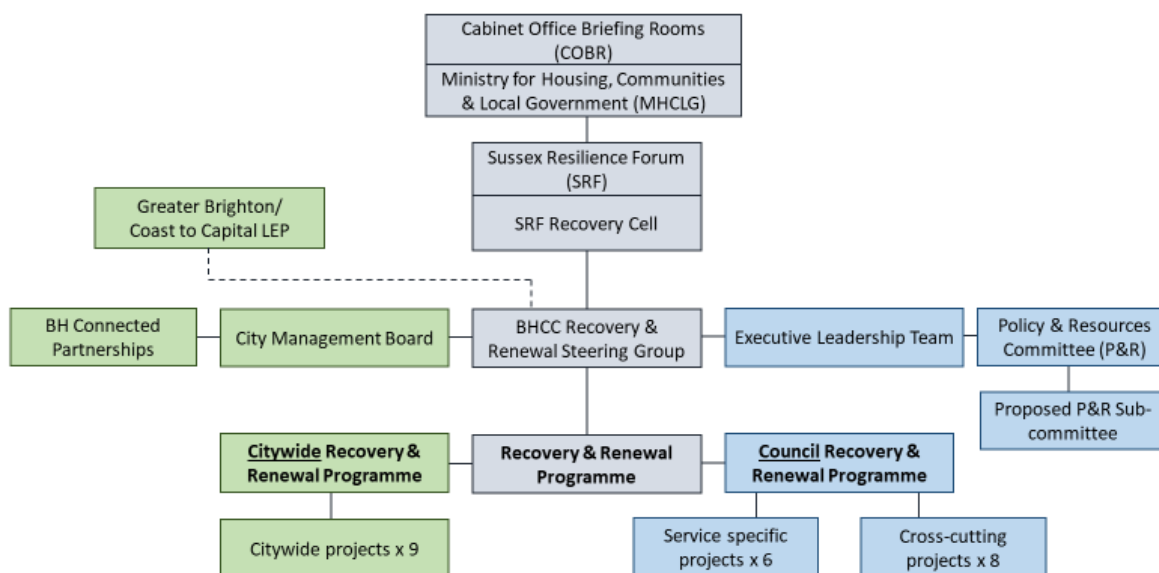 Cabinet Office Briefing Rooms
(COBR)
Ministry for Housing, Communities
& Local Government (MHCLG)
Sussex Resilience Forum
(SRF)
SRF Recovery Cell
Greater Brighton/
Coast to Capital LEP
BH Connected
Partnerships
City Management Board
BHCC Recovery &
Renewal Steering Group
Executive Leadership Team
Policy & Resources
Committee (P&R)
Proposed P&R Sub-
committee
Citywide Recovery &
Renewal Programme
Recovery & Renewal
Programme
Council Recovery &
Renewal Programme
Citywide projects x 9
Service specific
projects x 6
Cross-cutting
projects x 8